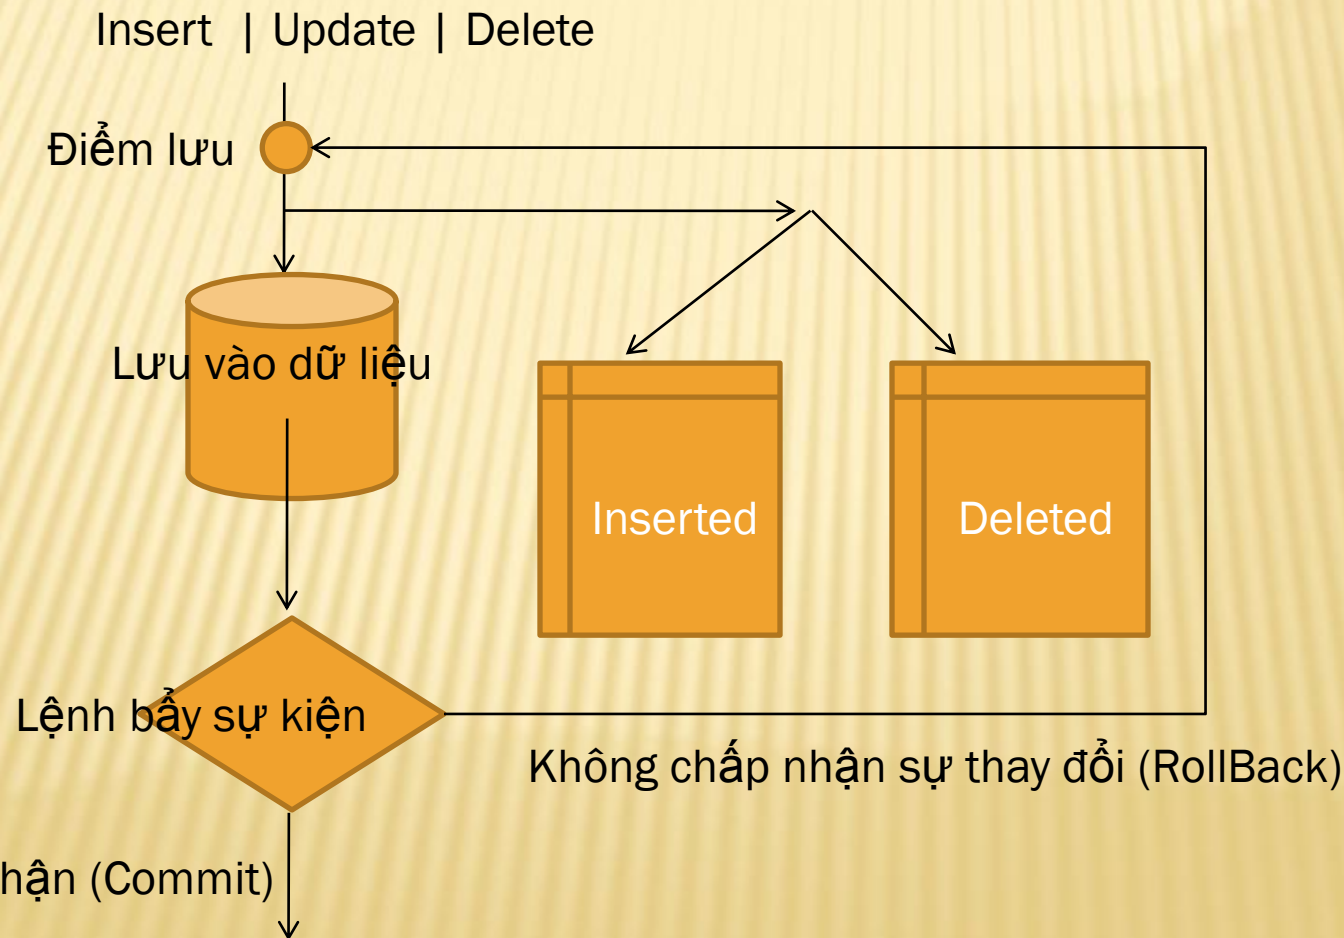 Insert | Update | Delete
Điểm lưu
Lưu vào dữ liệu
Inserted
Deleted
Lệnh bẩy sự kiện
Không chấp nhận sự thay đổi (RollBack)
(Commit)